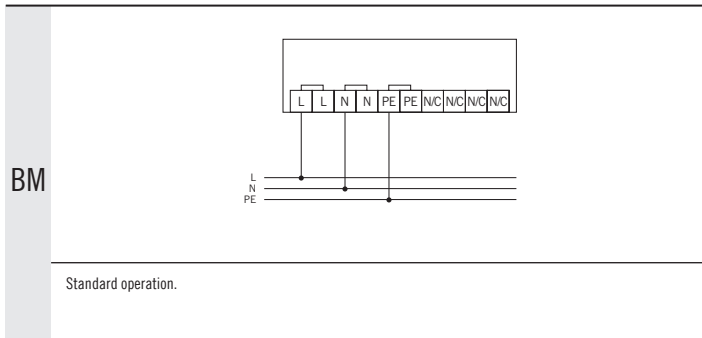 L L N N PE PE N/C N/C N/C N/C
L
N
PE
BM
Standard operation.